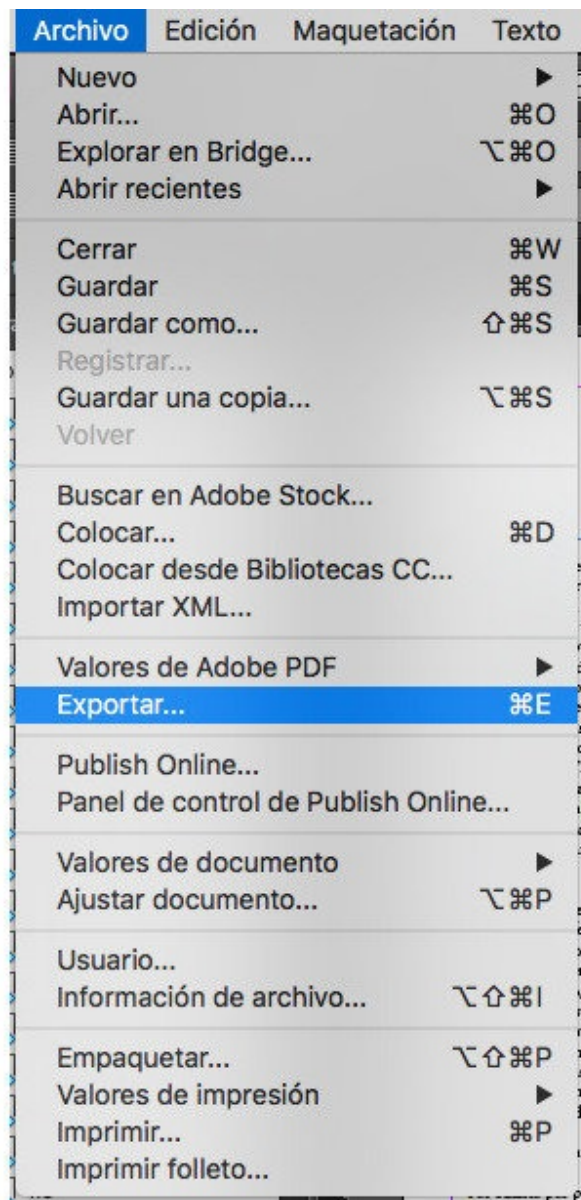 Archivo Edición Maquetación Texto
Nuevo ▶
Abrir... ⌘O
Explorar en Bridge... ⌥⌘O
Abrir recientes ▶
Cerrar ⌘W
Guardar ⌘S
Guardar como... ⇧⌘S
Registrar...
Guardar una copia... ⌥⌘S
Volver
Buscar en Adobe Stock...
Colocar... ⌘D
Colocar desde Bibliotecas CC...
Importar XML...
Valores de Adobe PDF ▶
Exportar... ⌘E
Publish Online...
Panel de control de Publish Online...
Valores de documento ▶
Ajustar documento... ⌥⌘P
Usuario...
Información de archivo... ⌥⇧⌘I
Empaquetar... ⌥⇧⌘P
Valores de impresión ▶
Imprimir... ⌘P
Imprimir folleto...